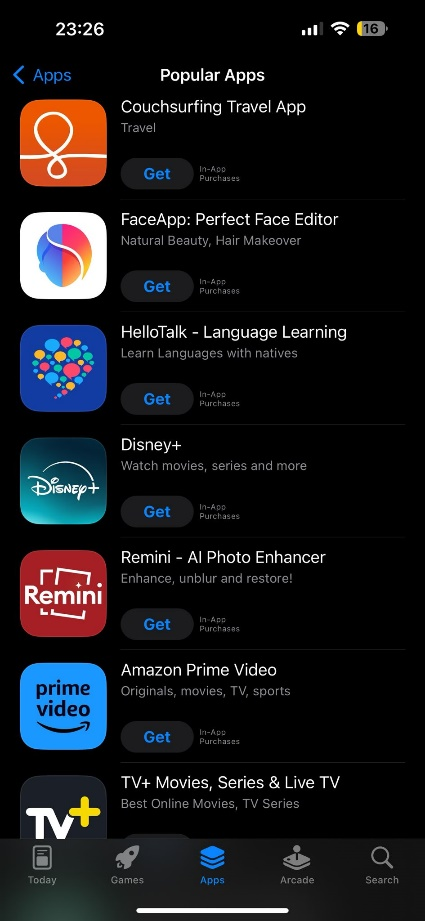 23:26
16
Apps
Popular Apps
Couchsurfing Travel App
Travel
Get
In-App
Purchases
FaceApp: Perfect Face Editor
Natural Beauty, Hair Makeover
Get
In-App
Purchases
HelloTalk - Language Learning
Learn Languages with natives
Get
In-App
Purchases
Disney+
Disney+
Watch movies, series and more
Get
In-App
Purchases
Remini
Remini - AI Photo Enhancer
Enhance, unblur and restore!
Get
In-App
Purchases
prime
video
Amazon Prime Video
Originals, movies, TV, sports
Get
In-App
Purchases
TV+
TV+ Movies, Series & Live TV
Best Online Movies, TV Series
Today
Games
Apps
Arcade
Search